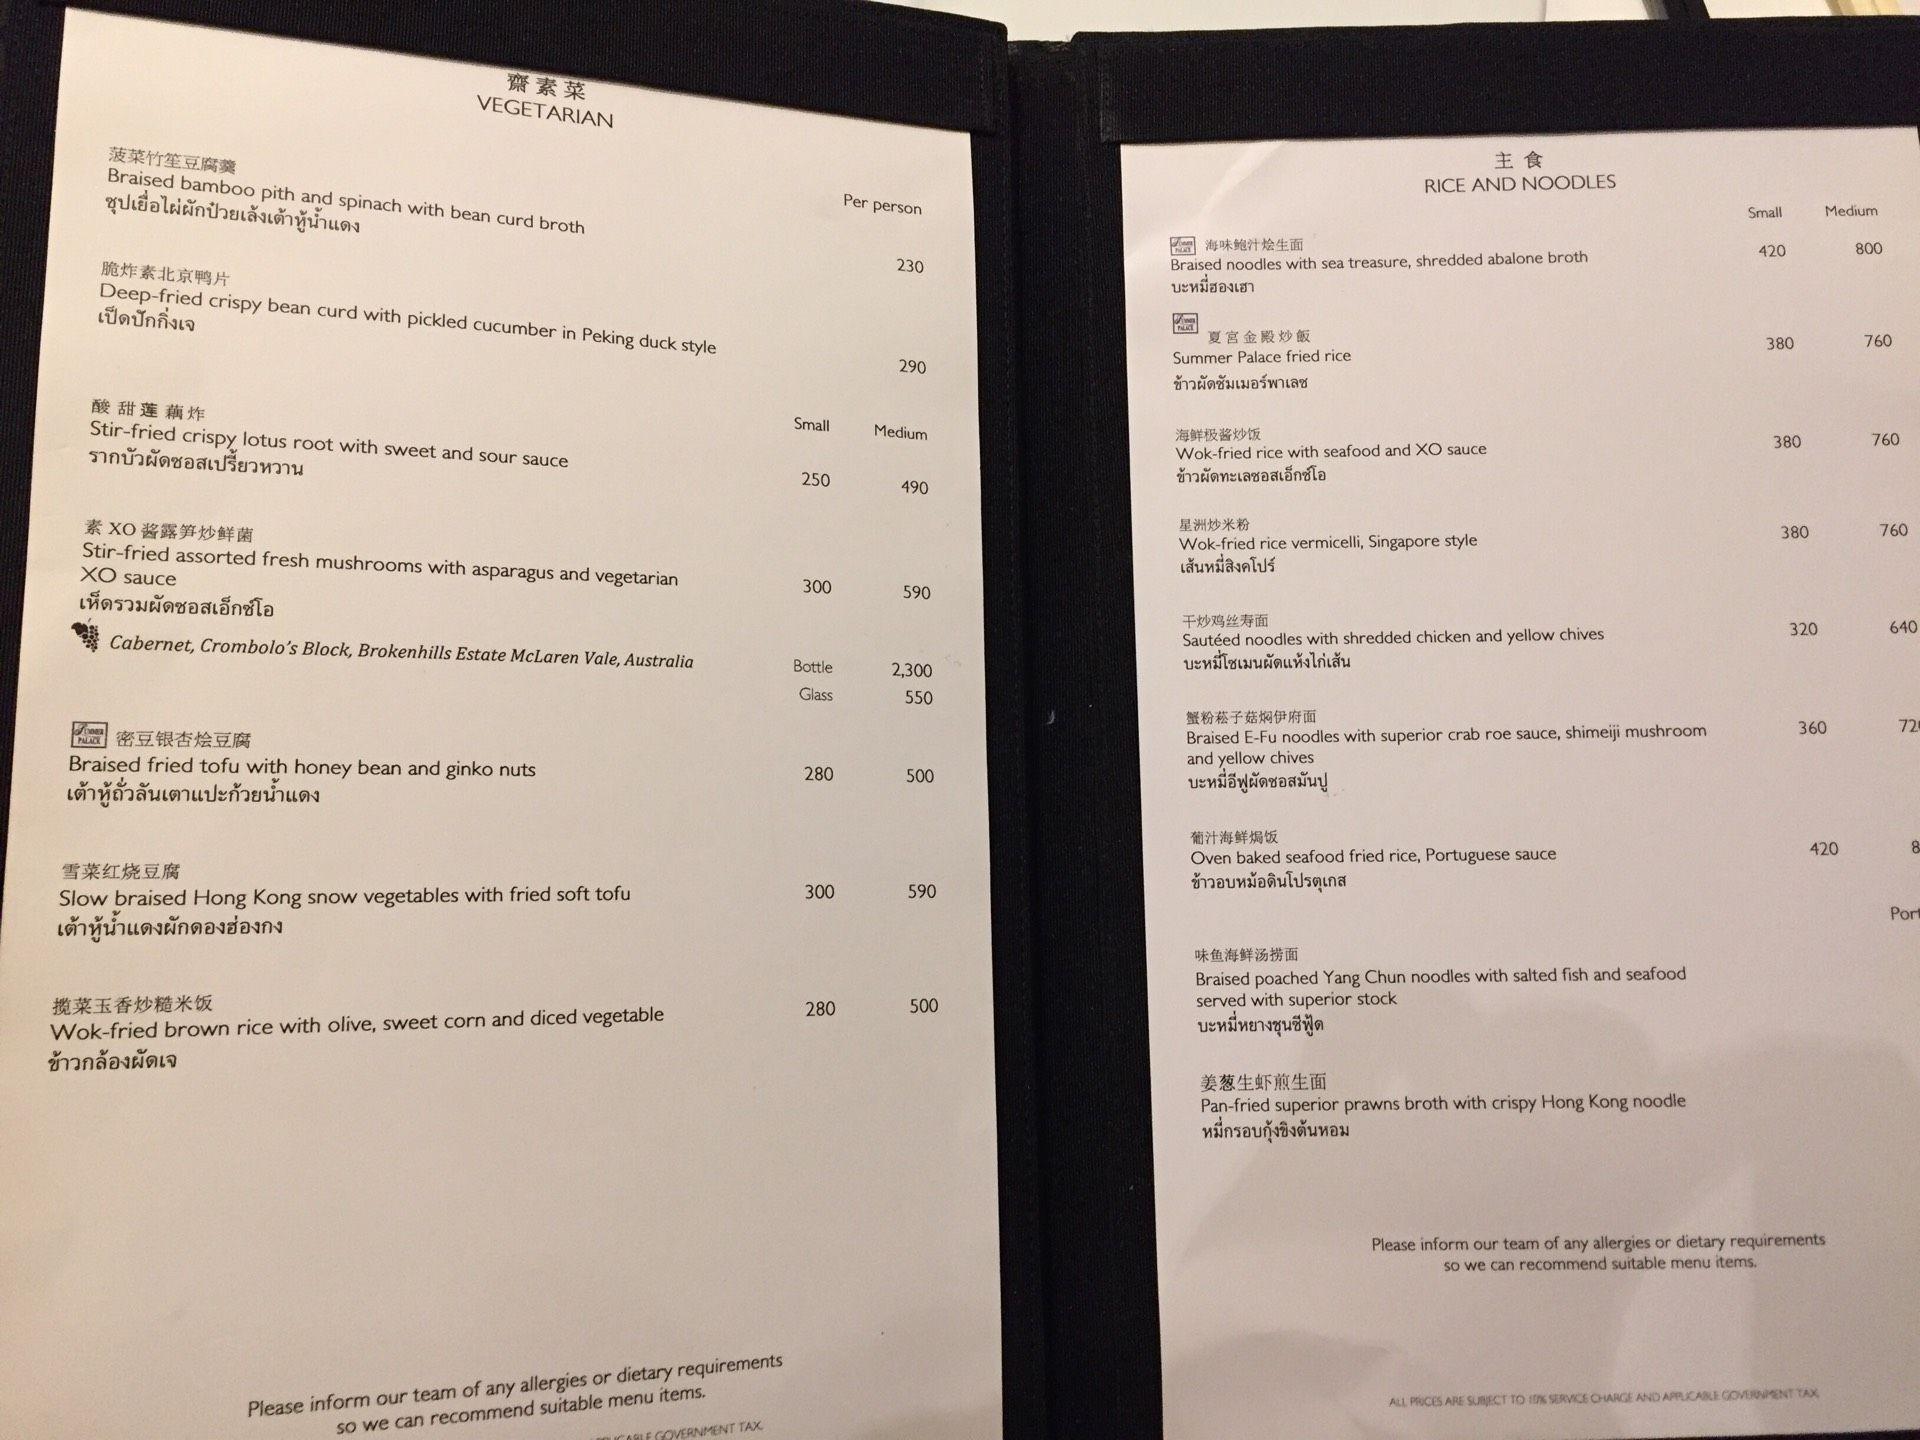 齋素菜
VEGETARIAN
菠菜竹笙豆腐羹
Braised bamboo pith and spinach with bean curd broth
ซุปเยื่อไผ่ผักป๋วยเล้งเต้าหู้น้ำแดง
Per person
230
脆炸素北京鸭片
Deep-fried crispy bean curd with pickled cucumber in Peking duck style
เป็ดปักกิ่งเจ
290
Small Medium
酸甜莲藕炸
Stir-fried crispy lotus root with sweet and sour sauce
รากบัวผัดซอสเปรี้ยวหวาน
250 490
素 XO 酱露笋炒鲜菌
Stir-fried assorted fresh mushrooms with asparagus and vegetarian
XO sauce
300 590
เห็ดรวมผัดซอสเอ็กซ์โอ
Cabernet, Crombolo's Block, Brokenhills Estate McLaren Vale, Australia
Bottle 2,300
Glass 550
SUMMER PALACE 密豆银杏烩豆腐
Braised fried tofu with honey bean and ginko nuts 280 500
เต้าหู้ถั่วลันเตาแปะก้วยน้ำแดง
雪菜红烧豆腐
Slow braised Hong Kong snow vegetables with fried soft tofu 300 590
เต้าหู้น้ำแดงผักดองฮ่องกง
揽菜玉香炒糙米饭
Wok-fried brown rice with olive, sweet corn and diced vegetable 280 500
ข้าวกล้องผัดเจ
Please inform our team of any allergies or dietary requirements
so we can recommend suitable menu items.
APPLICABLE GOVERNMENT TAX.
主食
RICE AND NOODLES
Small Medium
SUMMER PALACE 海味鲍汁烩生面
Braised noodles with sea treasure, shredded abalone broth 420 800
บะหมี่ฮองเฮา
SUMMER PALACE 夏宮金殿炒飯
Summer Palace fried rice 380 760
ข้าวผัดซัมเมอร์พาเลซ
海鲜极酱炒饭
Wok-fried rice with seafood and XO sauce 380 760
ข้าวผัดทะเลซอสเอ็กซ์โอ
星洲炒米粉
Wok-fried rice vermicelli, Singapore style 380 760
เส้นหมี่สิงคโปร์
干炒鸡丝寿面
Sautéed noodles with shredded chicken and yellow chives 320 640
บะหมี่โซเมนผัดแห้งไก่เส้น
蟹粉菘子菇焖伊府面
Braised E-Fu noodles with superior crab roe sauce, shimeiji mushroom 360 720
and yellow chives
บะหมี่อีฟูผัดซอสมันปู
葡汁海鲜焗饭
Oven baked seafood fried rice, Portuguese sauce 420 8
ข้าวอบหม้อดินโปรตุเกส
Port
味鱼海鲜汤捞面
Braised poached Yang Chun noodles with salted fish and seafood
served with superior stock
บะหมี่หยางชุนซีฟู้ด
姜葱生虾煎生面
Pan-fried superior prawns broth with crispy Hong Kong noodle
หมี่กรอบกุ้งขิงต้นหอม
Please inform our team of any allergies or dietary requirements
so we can recommend suitable menu items.
ALL PRICES ARE SUBJECT TO 10% SERVICE CHARGE AND APPLICABLE GOVERNMENT TAX.